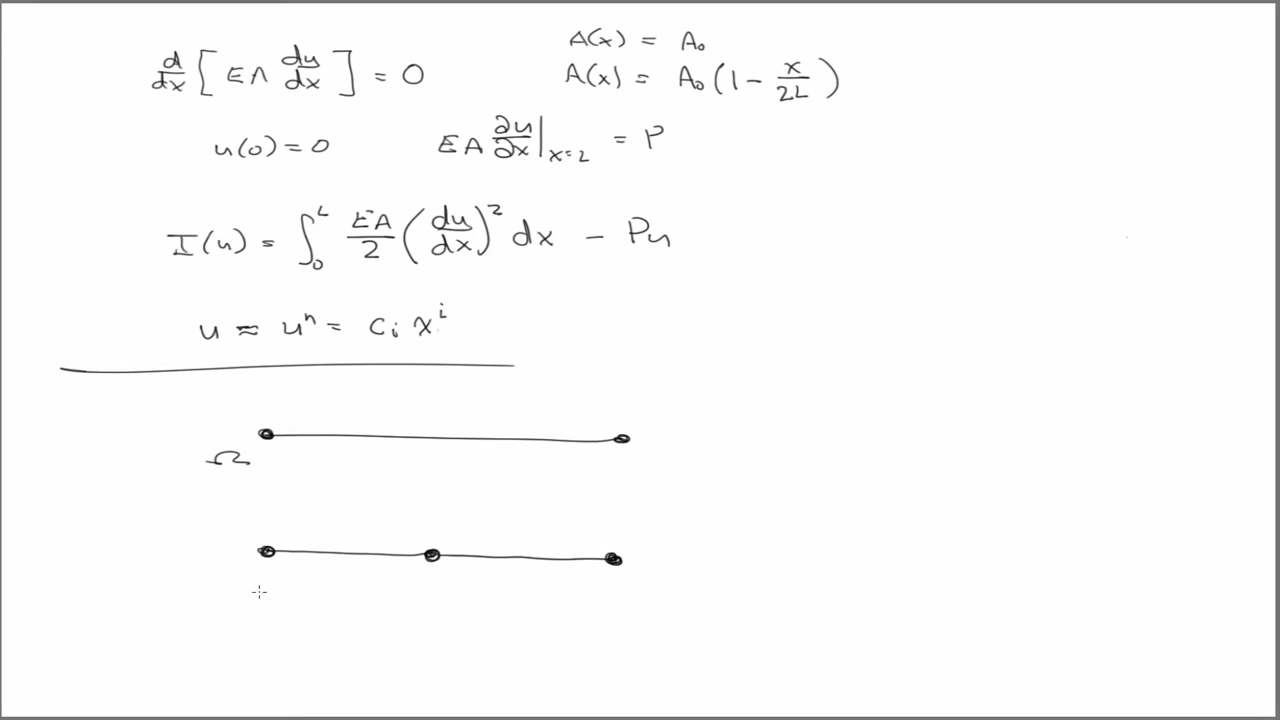 d/dx [ EA du/dx ] = 0
A(x) = A₀
A(x) = A₀ (1 - x/2L)
u(0) = 0
EA ∂u/∂x |ₓ₌L = P
I(u) = ∫₀ᴸ EA/2 (du/dx)² dx - Pu
u ≈ uⁿ = cᵢ xⁱ
Ω